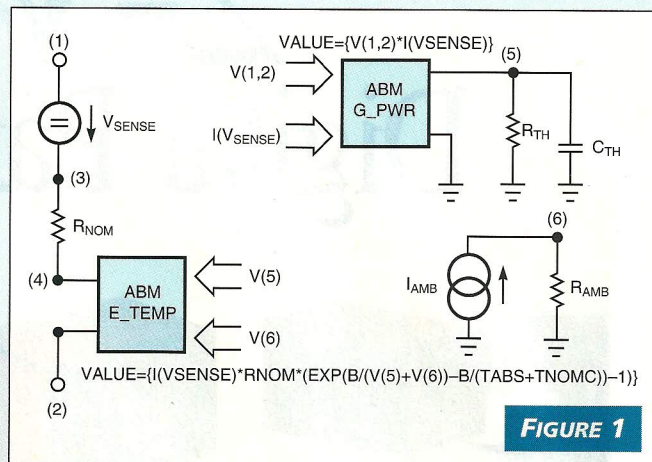 (1)
VSENSE
(3)
RNOM
(4)
ABM
E_TEMP
V(5)
V(6)
(2)
VALUE={V(1,2)*I(VSENSE)}
V(1,2)
I(VSENSE)
ABM
G_PWR
(5)
RTH
CTH
(6)
IAMB
RAMB
VALUE={I(VSENSE)*RNOM*(EXP(B/(V(5)+V(6))–B/(TABS+TNOMC))–1)}
FIGURE 1